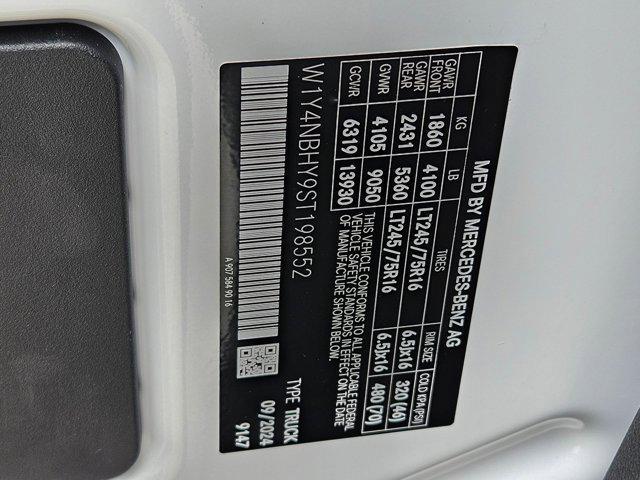 MFD BY MERCEDES-BENZ AG
KG LB TIRES RIM SIZE COLD KPA(PSI)
GAWR FRONT 1860 4100 LT245/75R16 6.5Jx16 320 (46)
GAWR REAR 2431 5360 LT245/75R16 6.5Jx16 480 (70)
GVWR 4105 9050
GCWR 6319 13930
THIS VEHICLE CONFORMS TO ALL APPLICABLE FEDERAL
VEHICLE SAFETY STANDARDS IN EFFECT ON THE DATE
OF MANUFACTURE SHOWN BELOW.
W1Y4NBHY9ST198552
TYPE TRUCK
09/2024
9147
A 907 584 90 16